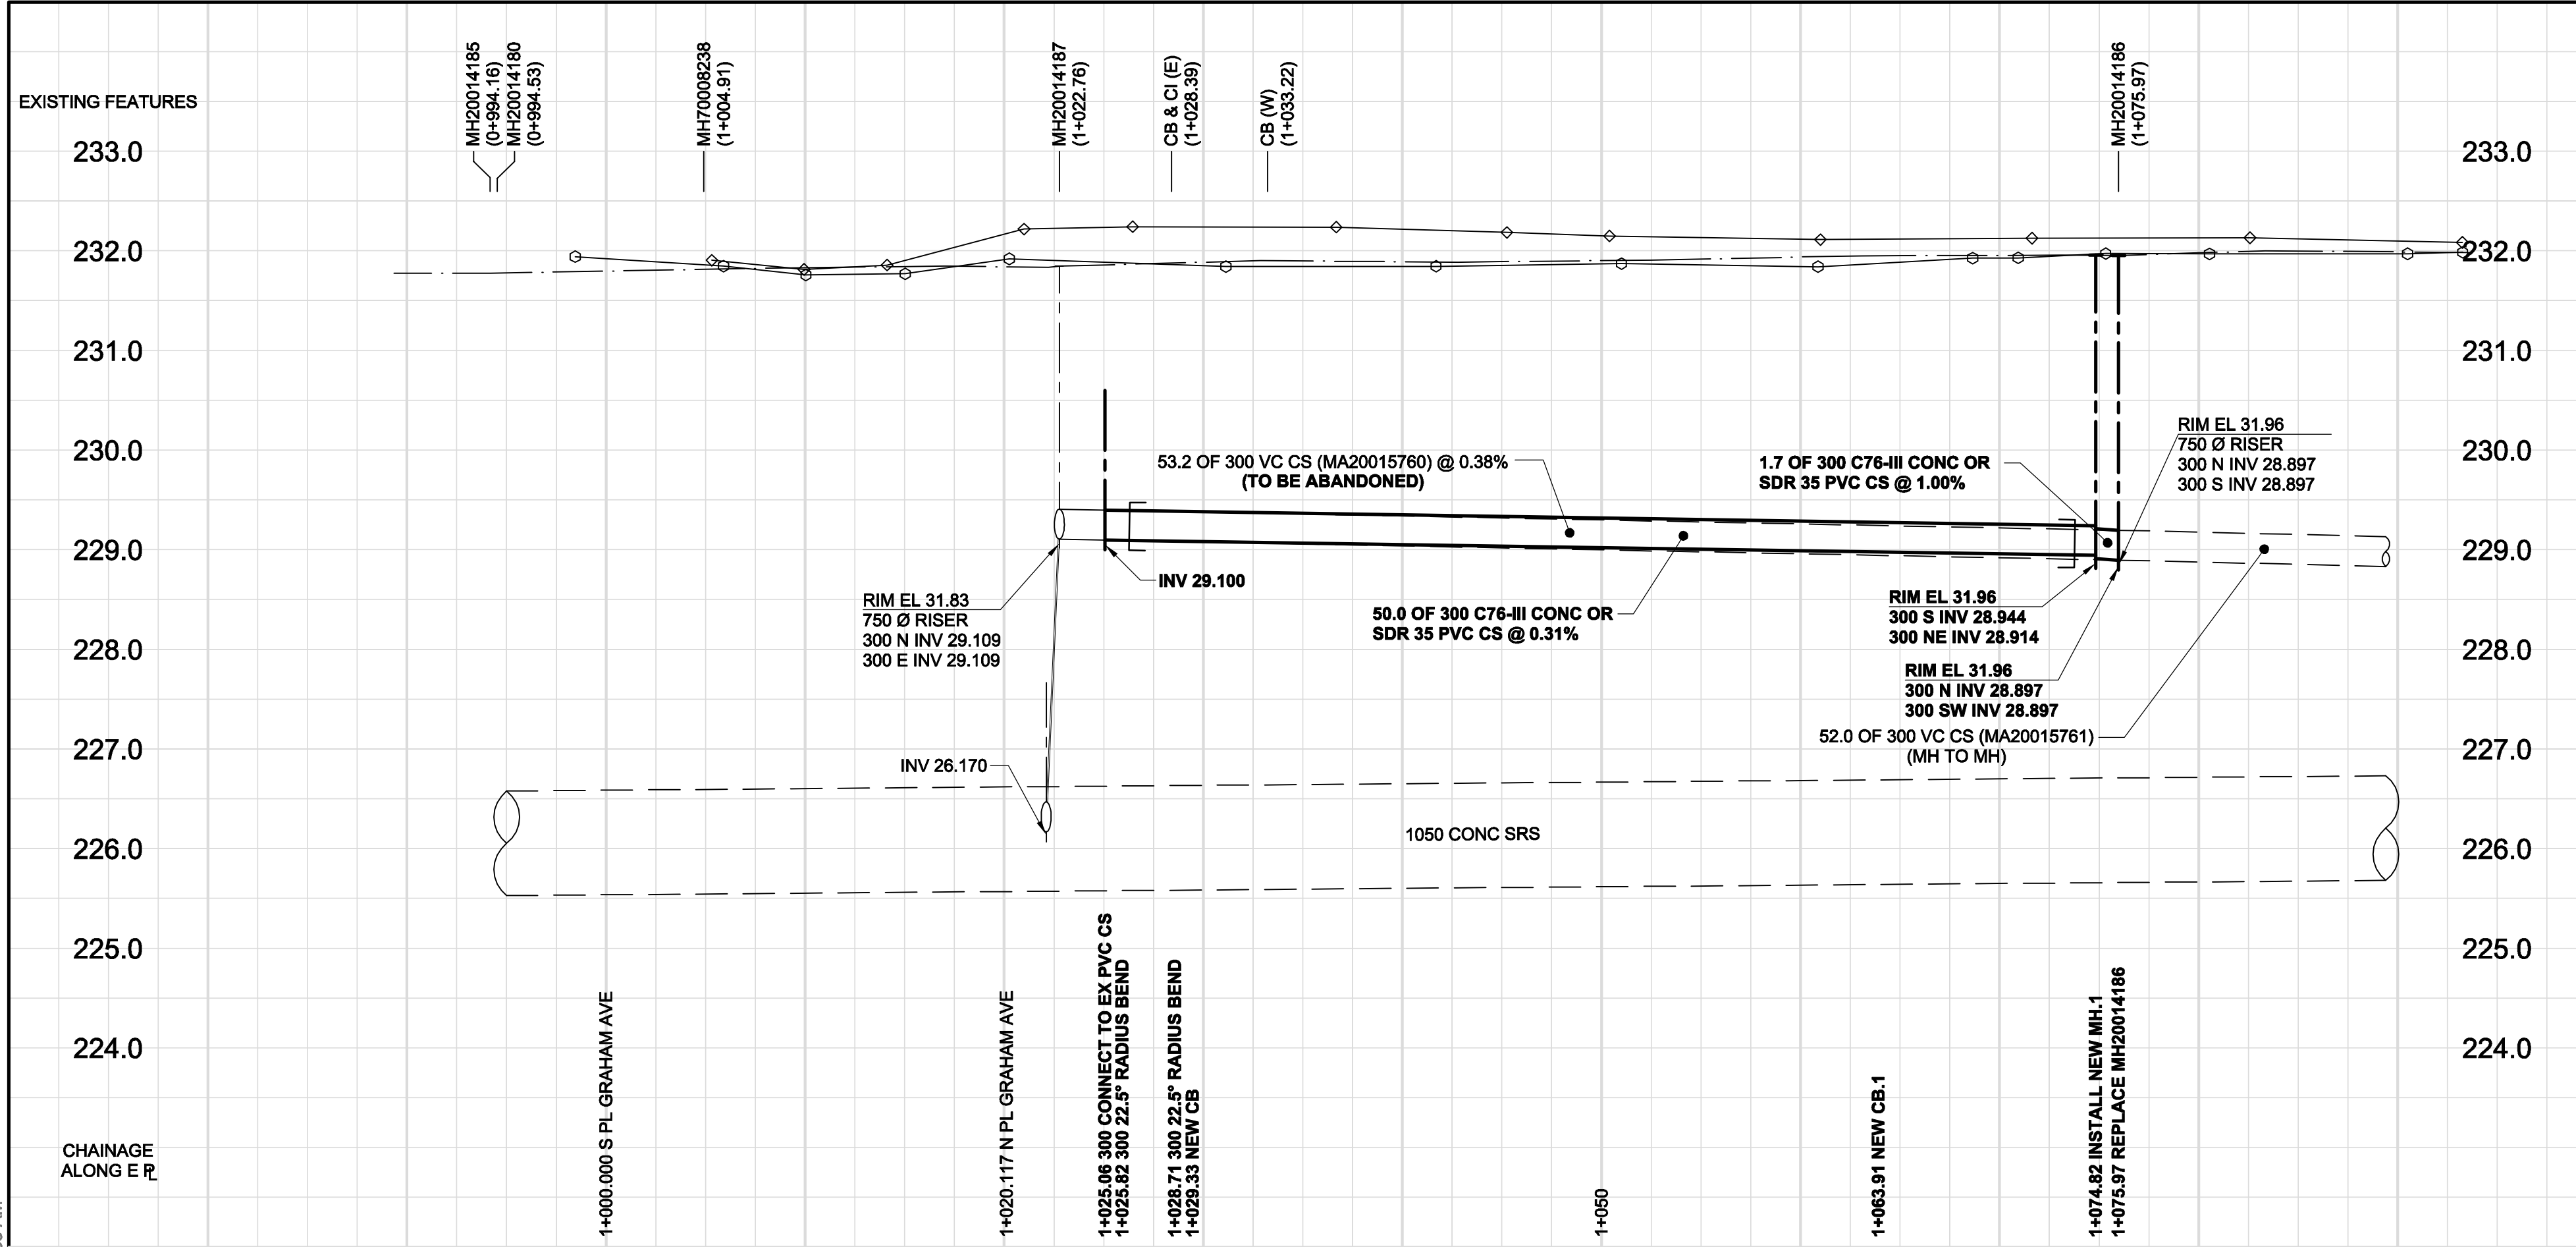 MH20014185
(0+994.16)
MH20014180
(0+994.53)
MH70008238
(1+004.91)
MH20014187
(1+022.76)
CB & CI (E)
(1+028.39)
CB (W)
(1+033.22)
MH20014186
(1+075.97)
EXISTING FEATURES
233.0
233.0
232.0
232.0
231.0
231.0
230.0
230.0
229.0
229.0
228.0
228.0
227.0
227.0
226.0
226.0
225.0
225.0
224.0
224.0
53.2 OF 300 VC CS (MA20015760) @ 0.38%
(TO BE ABANDONED)
1.7 OF 300 C76-III CONC OR
SDR 35 PVC CS @ 1.00%
RIM EL 31.96
750 Ø RISER
300 N INV 28.897
300 S INV 28.897
INV 29.100
RIM EL 31.83
750 Ø RISER
300 N INV 29.109
300 E INV 29.109
50.0 OF 300 C76-III CONC OR
SDR 35 PVC CS @ 0.31%
RIM EL 31.96
300 S INV 28.944
300 NE INV 28.914
RIM EL 31.96
300 N INV 28.897
300 SW INV 28.897
52.0 OF 300 VC CS (MA20015761)
(MH TO MH)
INV 26.170
1050 CONC SRS
CHAINAGE
ALONG E PL
1+000.000 S PL GRAHAM AVE
1+020.117 N PL GRAHAM AVE
1+025.06 300 CONNECT TO EX PVC CS
1+025.82 300 22.5° RADIUS BEND
1+028.71 300 22.5° RADIUS BEND
1+029.33 NEW CB
1+050
1+063.91 NEW CB.1
1+074.82 INSTALL NEW MH.1
1+075.97 REPLACE MH20014186